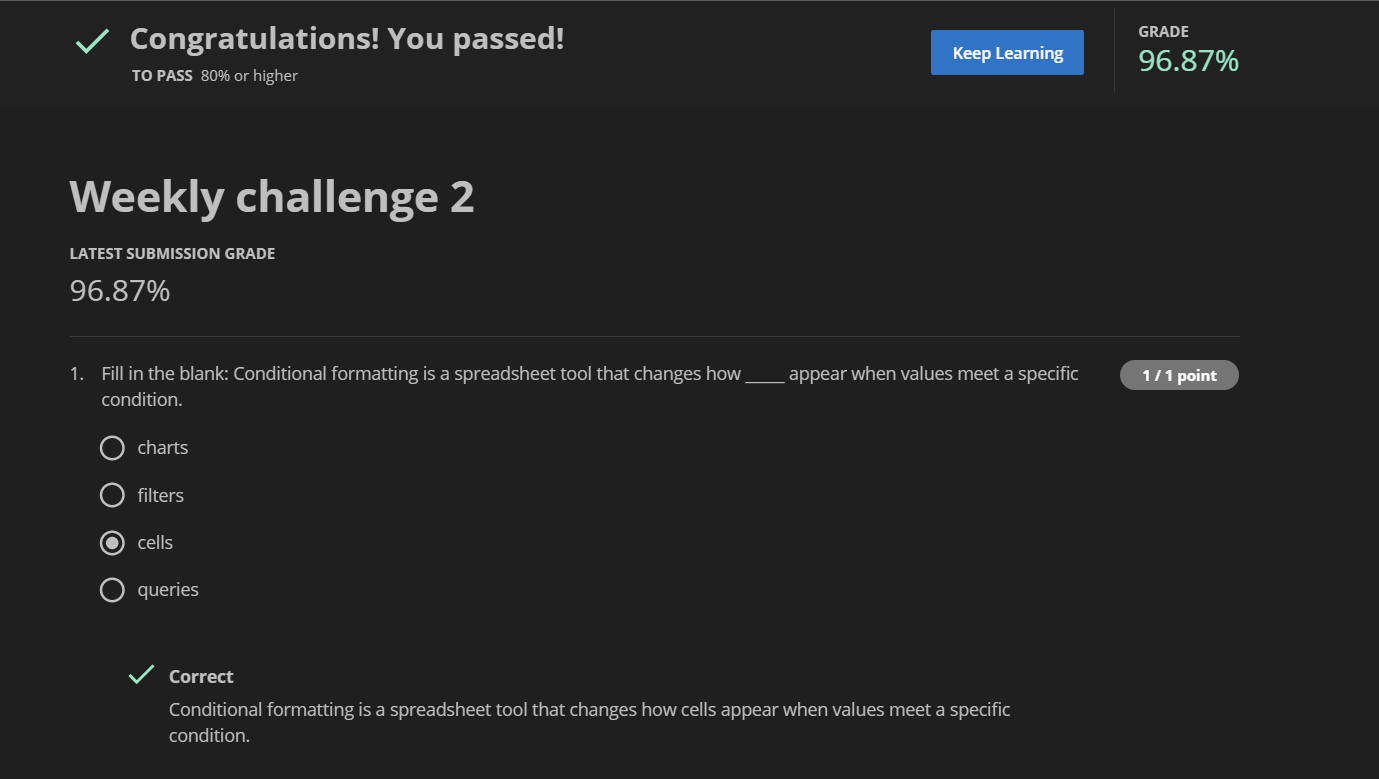 Congratulations! You passed!
TO PASS 80% or higher
Keep Learning
GRADE
96.87%
Weekly challenge 2
LATEST SUBMISSION GRADE
96.87%
1. Fill in the blank: Conditional formatting is a spreadsheet tool that changes how _____ appear when values meet a specific
condition.
1 / 1 point
charts
filters
cells
queries
Correct
Conditional formatting is a spreadsheet tool that changes how cells appear when values meet a specific
condition.